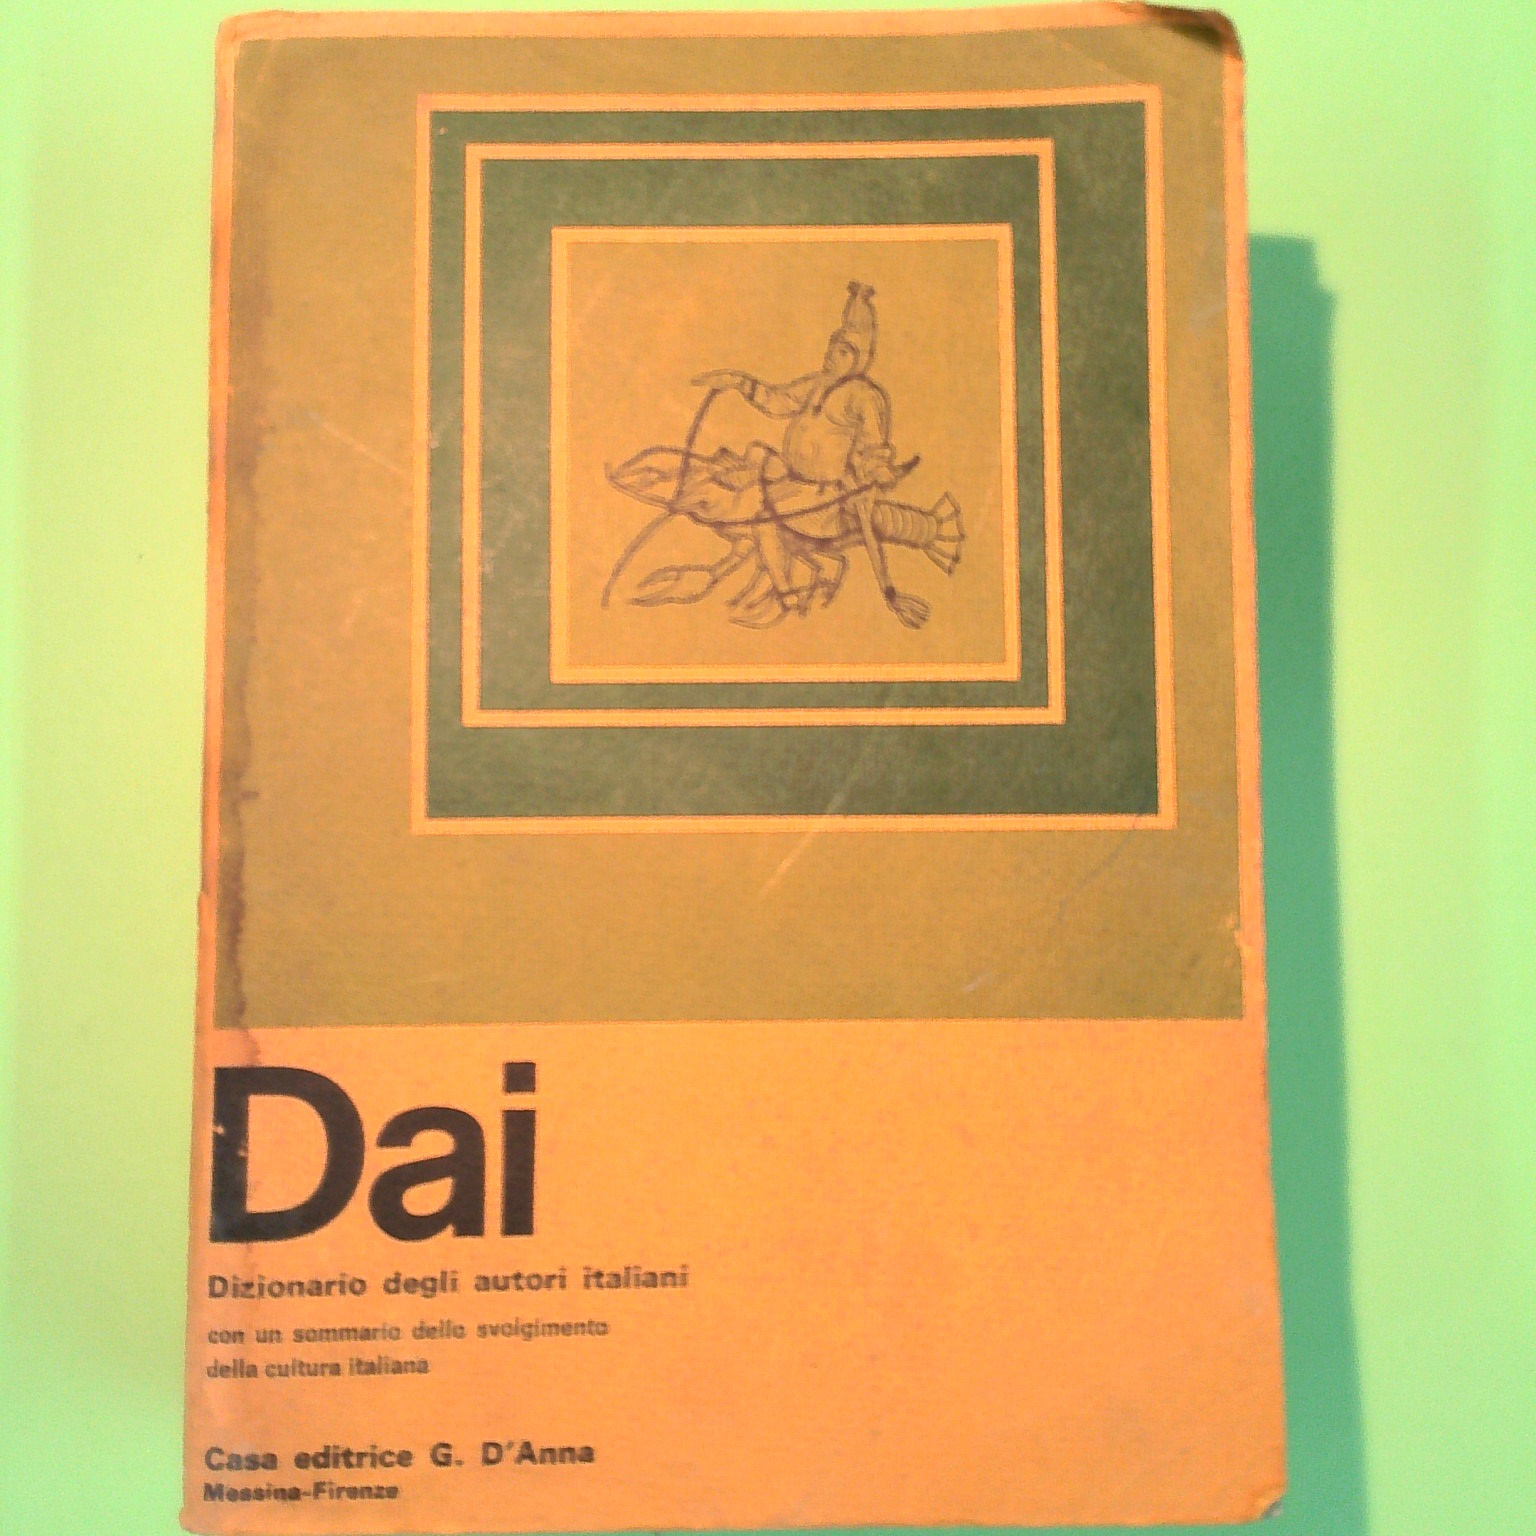 Dai
Dizionario degli autori italiani
con un sommario dello svolgimento
della cultura italiana
Casa editrice G. D'Anna
Messina-Firenze